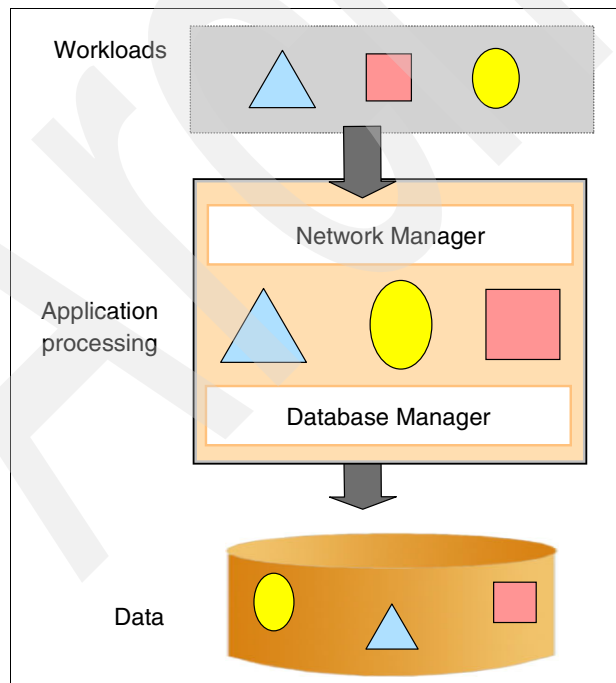 Workloads
Network Manager
Application
processing
Database Manager
Data